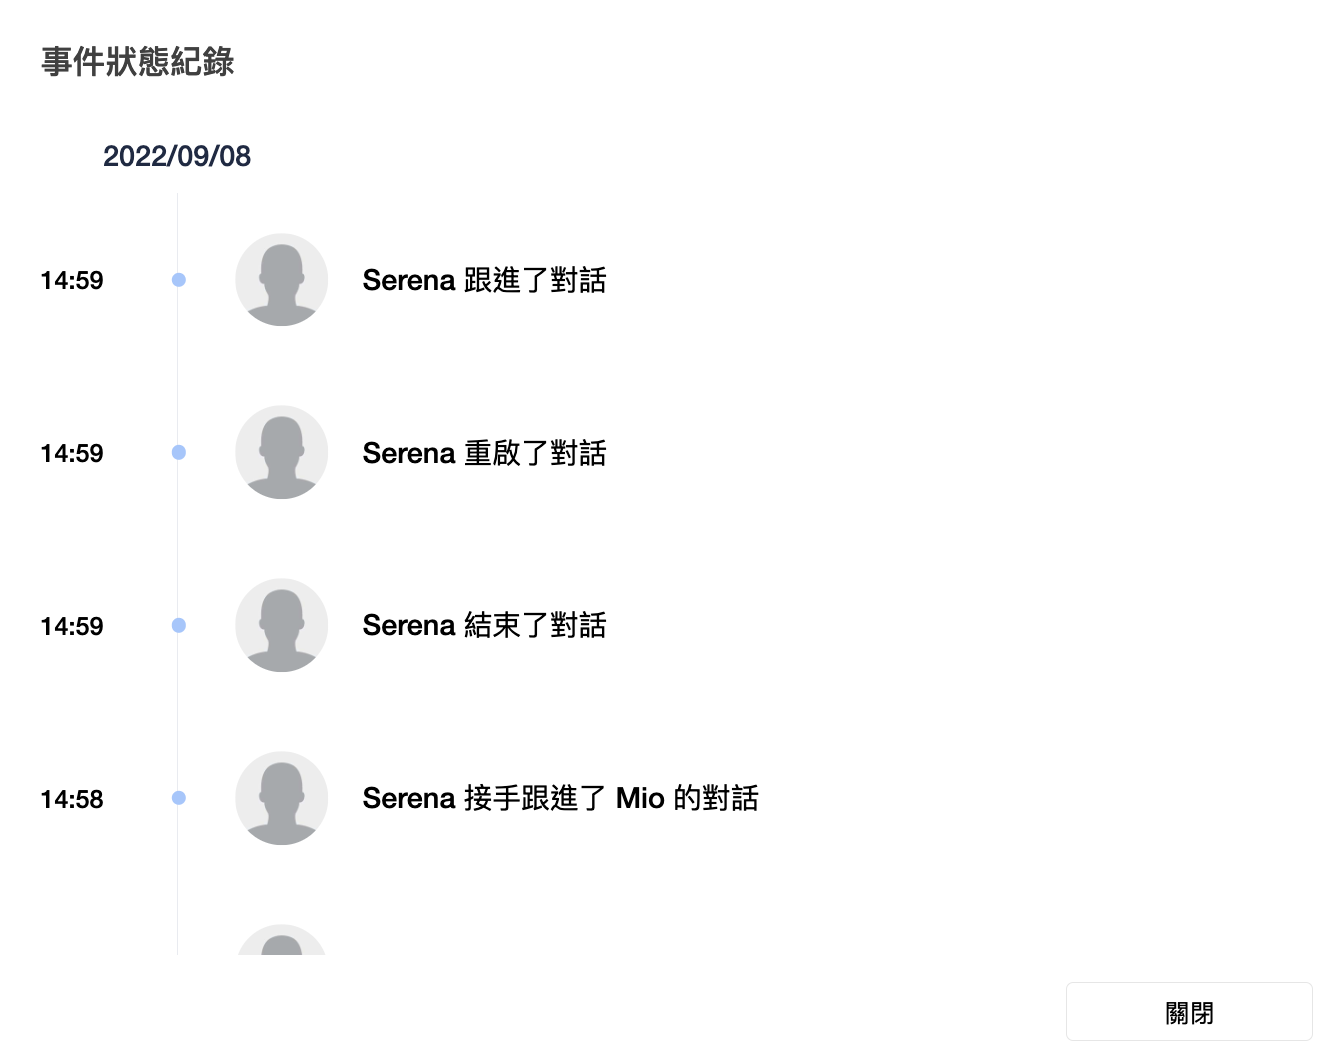 事件狀態紀錄
2022/09/08
14:59 Serena 跟進了對話
14:59 Serena 重啟了對話
14:59 Serena 結束了對話
14:58 Serena 接手跟進了 Mio 的對話
關閉